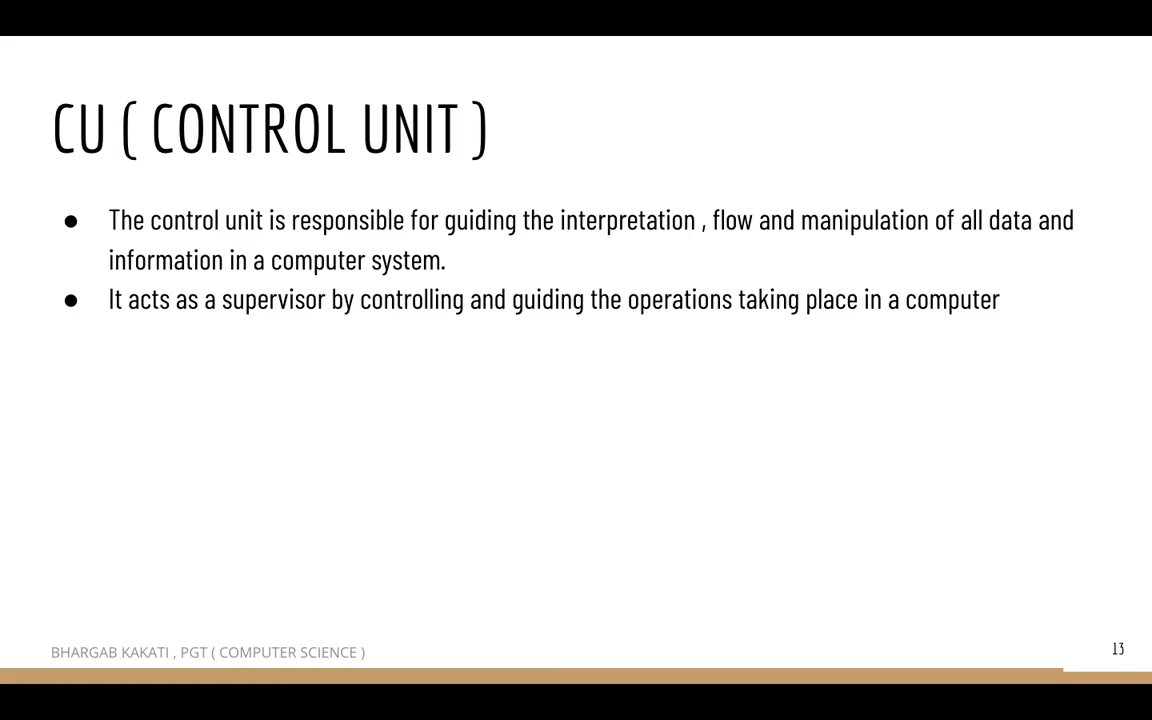 CU ( CONTROL UNIT )
● The control unit is responsible for guiding the interpretation , flow and manipulation of all data and
information in a computer system.
● It acts as a supervisor by controlling and guiding the operations taking place in a computer
BHARGAB KAKATI , PGT ( COMPUTER SCIENCE )
13